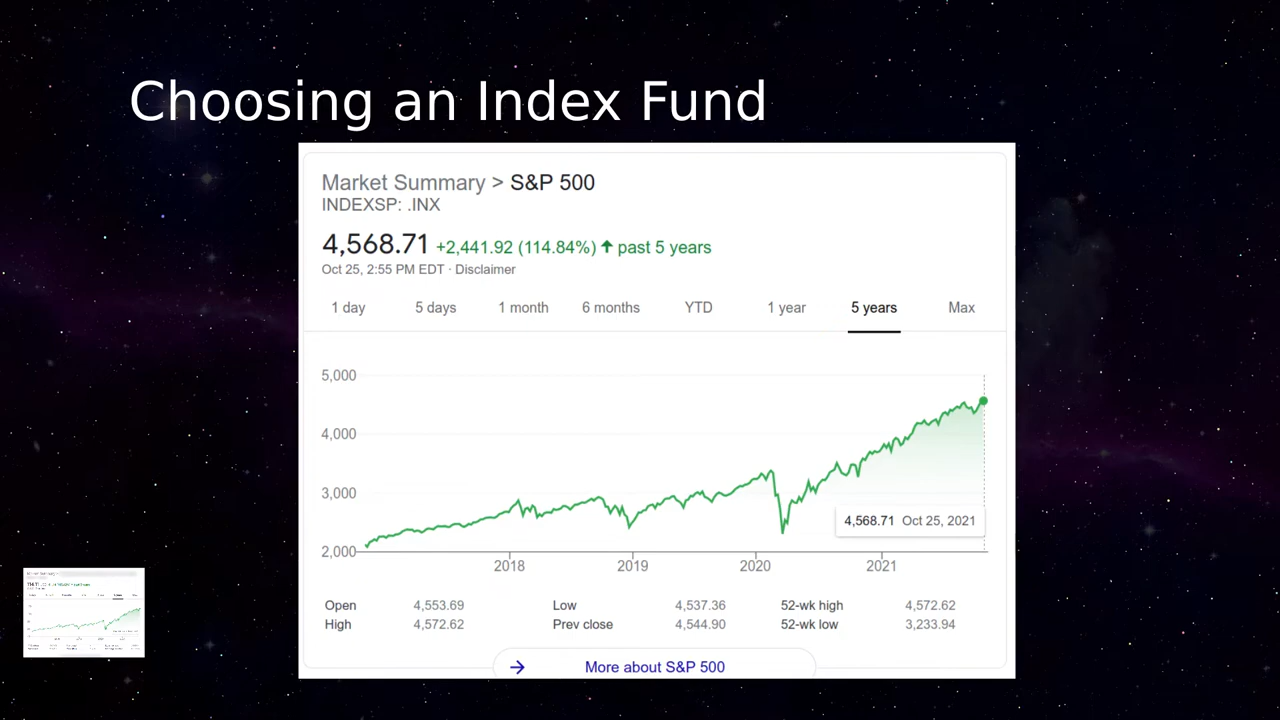 Choosing an Index Fund
Market Summary > S&P 500
INDEXSP: .INX
4,568.71 +2,441.92 (114.84%) ↑ past 5 years
Oct 25, 2:55 PM EDT · Disclaimer
1 day 5 days 1 month 6 months YTD 1 year 5 years Max
5,000
4,000
3,000
4,568.71 Oct 25, 2021
2,000
2018 2019 2020 2021
Open 4,553.69 Low 4,537.36 52-wk high 4,572.62
High 4,572.62 Prev close 4,544.90 52-wk low 3,233.94
→ More about S&P 500